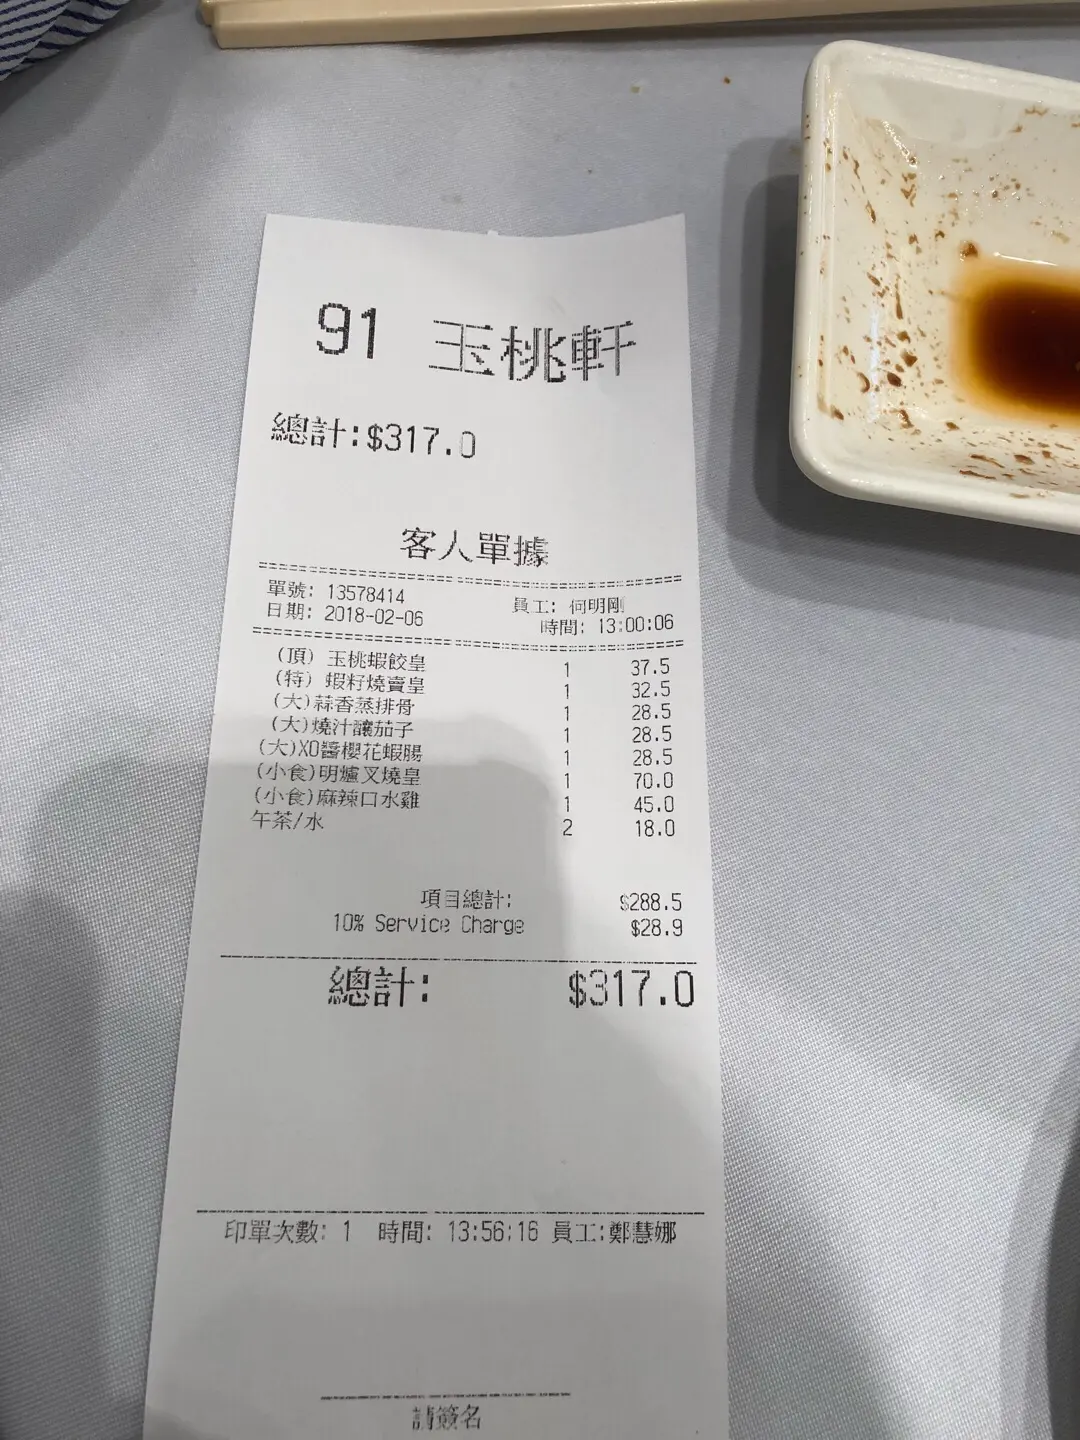 91 玉桃軒
總計:$317.0
客人單據
單號: 13578414 員工: 何明剛
日期: 2018-02-06 時間: 13:00:06
(頂) 玉桃蝦餃皇 1 37.5
(特) 蝦籽燒賣皇 1 32.5
(大)蒜香蒸排骨 1 28.5
(大)燒汁釀茄子 1 28.5
(大)XO醬櫻花蝦腸 1 28.5
(小食)明爐叉燒皇 1 70.0
(小食)麻辣口水雞 1 45.0
午茶/水 2 18.0
項目總計: $288.5
10% Service Charge $28.9
總計: $317.0
印單次數: 1 時間: 13:56:16 員工:鄭慧娜
請簽名